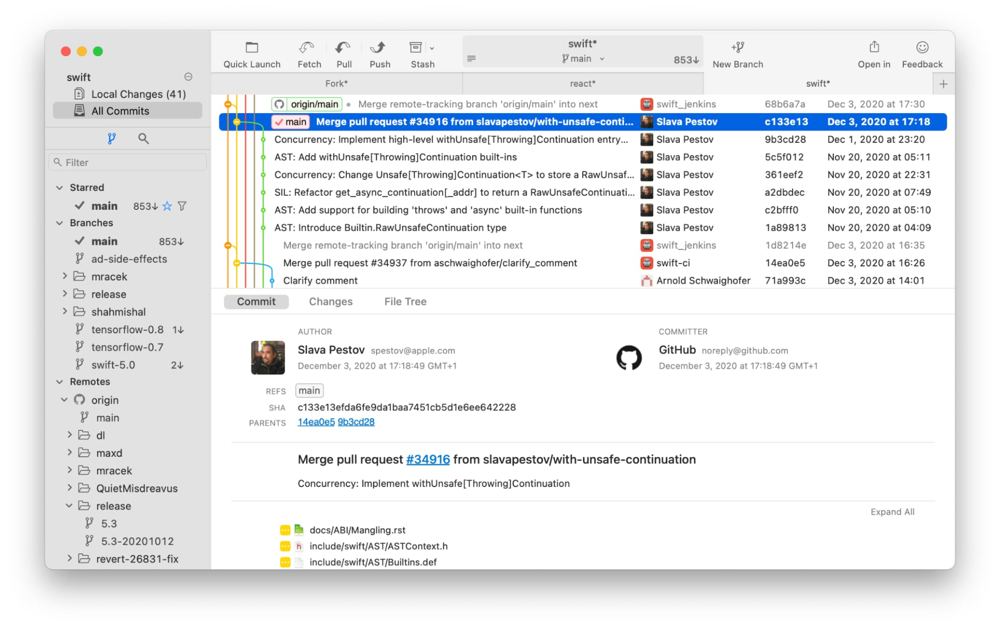 swift
Local Changes (41)
All Commits
Filter
Starred
main 853↓
Branches
main 853↓
ad-side-effects
mracek
release
shahmishal
tensorflow-0.8 1↓
tensorflow-0.7
swift-5.0 2↓
Remotes
origin
main
dl
maxd
mracek
QuietMisdreavus
release
5.3
5.3-20201012
revert-26831-fix
Quick Launch
Fetch
Pull
Push
Stash
swift*
main
853↓
New Branch
Open in
Feedback
Fork*
react*
swift*
origin/main Merge remote-tracking branch 'origin/main' into next swift_jenkins 68b6a7a Dec 3, 2020 at 17:30
main Merge pull request #34916 from slavapestov/with-unsafe-conti... Slava Pestov c133e13 Dec 3, 2020 at 17:18
Concurrency: Implement high-level withUnsafe[Throwing]Continuation entry... Slava Pestov 9b3cd28 Dec 1, 2020 at 23:20
AST: Add withUnsafe[Throwing]Continuation built-ins Slava Pestov 5c5f012 Nov 20, 2020 at 05:11
Concurrency: Change Unsafe[Throwing]Continuation<T> to store a RawUnsaf... Slava Pestov 361eef2 Nov 20, 2020 at 22:31
SIL: Refactor get_async_continuation[_addr] to return a RawUnsafeContinuati... Slava Pestov a2dbdec Nov 20, 2020 at 07:49
AST: Add support for building 'throws' and 'async' built-in functions Slava Pestov c2bfff0 Nov 20, 2020 at 05:10
AST: Introduce Builtin.RawUnsafeContinuation type Slava Pestov 1a89813 Nov 20, 2020 at 04:09
Merge remote-tracking branch 'origin/main' into next swift_jenkins 1d8214e Dec 3, 2020 at 16:35
Merge pull request #34937 from aschwaighofer/clarify_comment swift-ci 14ea0e5 Dec 3, 2020 at 16:26
Clarify comment Arnold Schwaighofer 71a993c Dec 3, 2020 at 14:01
Commit Changes File Tree
AUTHOR
Slava Pestov spestov@apple.com
December 3, 2020 at 17:18:49 GMT+1
COMMITTER
GitHub noreply@github.com
December 3, 2020 at 17:18:49 GMT+1
REFS main
SHA c133e13efda6fe9da1baa7451cb5d1e6ee642228
PARENTS 14ea0e5 9b3cd28
Merge pull request #34916 from slavapestov/with-unsafe-continuation
Concurrency: Implement withUnsafe[Throwing]Continuation
Expand All
docs/ABI/Mangling.rst
h include/swift/AST/ASTContext.h
include/swift/AST/Builtins.def